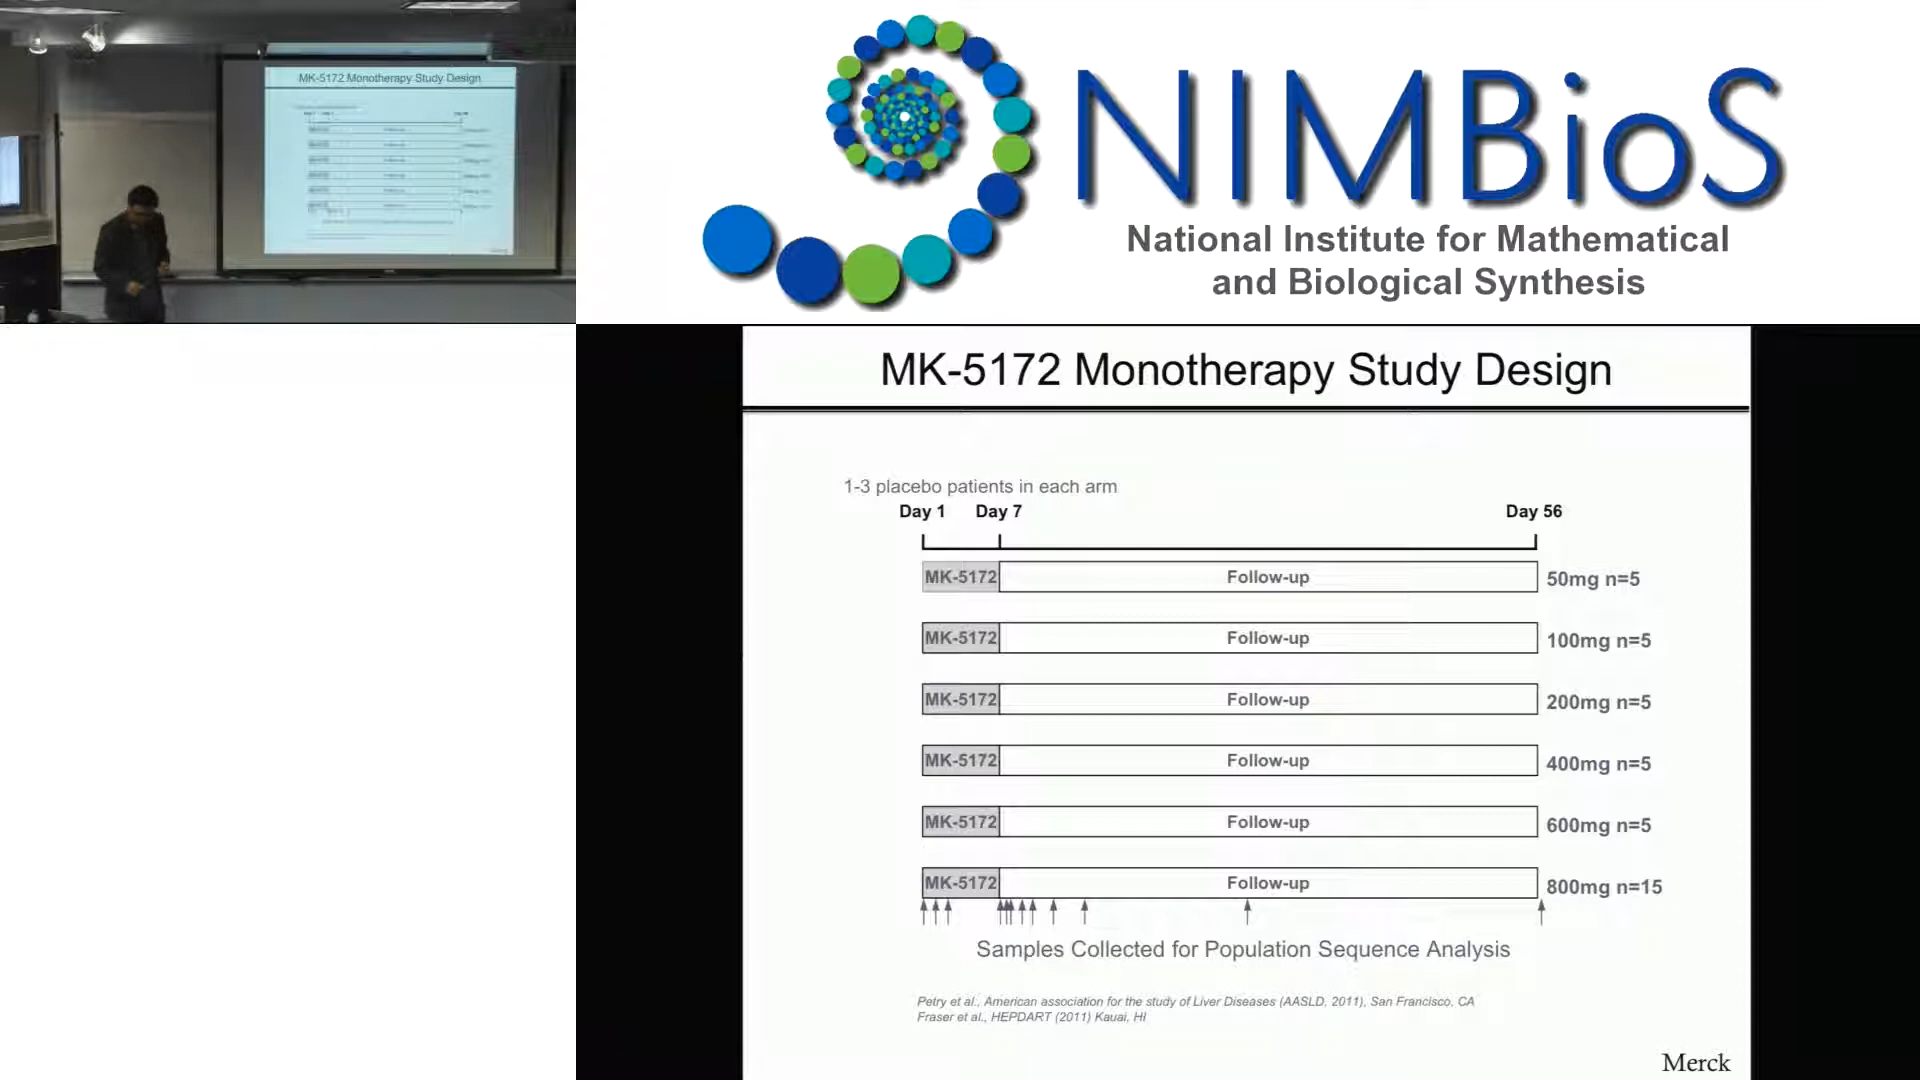 MK-5172 Monotherapy Study Design
NIMBioS
National Institute for Mathematical
and Biological Synthesis
MK-5172 Monotherapy Study Design
1-3 placebo patients in each arm
Day 1 Day 7 Day 56
MK-5172 Follow-up 50mg n=5
MK-5172 Follow-up 100mg n=5
MK-5172 Follow-up 200mg n=5
MK-5172 Follow-up 400mg n=5
MK-5172 Follow-up 600mg n=5
MK-5172 Follow-up 800mg n=15
Samples Collected for Population Sequence Analysis
Petry et al., American association for the study of Liver Diseases (AASLD, 2011), San Francisco, CA
Fraser et al., HEPDART (2011) Kauai, HI
Merck